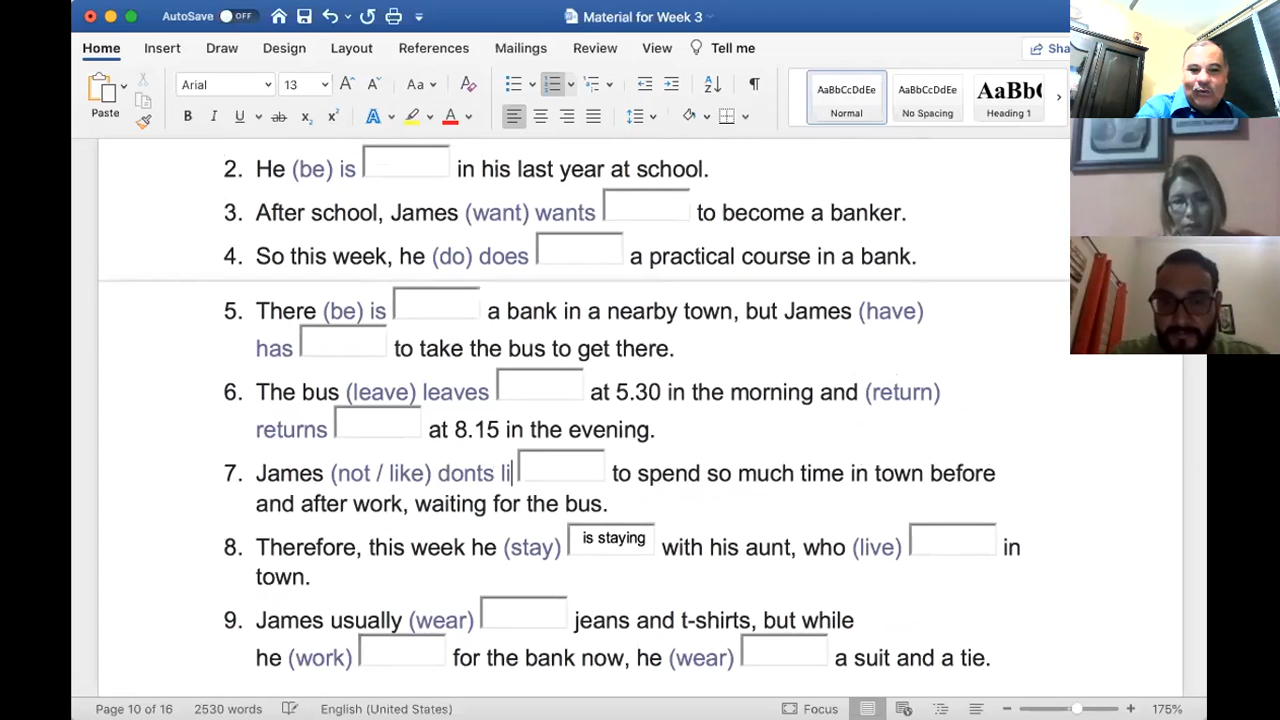 AutoSave OFF
Material for Week 3
Home Insert Draw Design Layout References Mailings Review View Tell me
Sha
Paste
Arial 13
AaBbCcDdEe AaBbCcDdEe AaBb
Normal No Spacing Heading 1
2. He (be) is in his last year at school.
3. After school, James (want) wants to become a banker.
4. So this week, he (do) does a practical course in a bank.
5. There (be) is a bank in a nearby town, but James (have)
has to take the bus to get there.
6. The bus (leave) leaves at 5.30 in the morning and (return)
returns at 8.15 in the evening.
7. James (not / like) donts li to spend so much time in town before
and after work, waiting for the bus.
8. Therefore, this week he (stay) is staying with his aunt, who (live) in
town.
9. James usually (wear) jeans and t-shirts, but while
he (work) for the bank now, he (wear) a suit and a tie.
Page 10 of 16 2530 words English (United States) Focus 175%